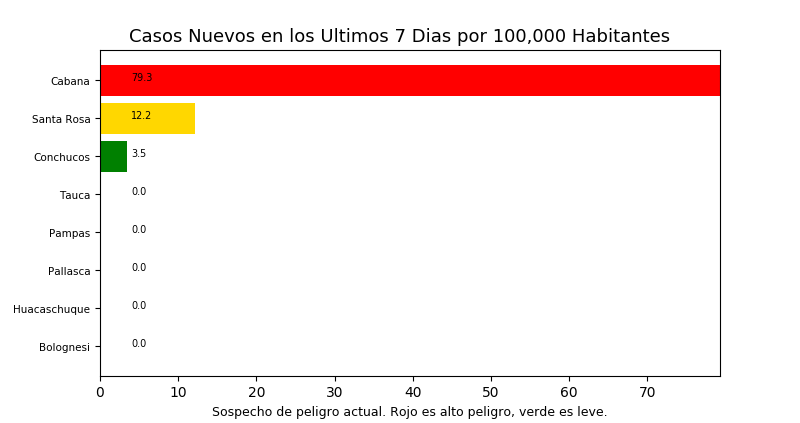 Casos Nuevos en los Ultimos 7 Dias por 100,000 Habitantes
Cabana 79.3
Santa Rosa 12.2
Conchucos 3.5
Tauca 0.0
Pampas 0.0
Pallasca 0.0
Huacaschuque 0.0
Bolognesi 0.0
0 10 20 30 40 50 60 70
Sospecho de peligro actual. Rojo es alto peligro, verde es leve.